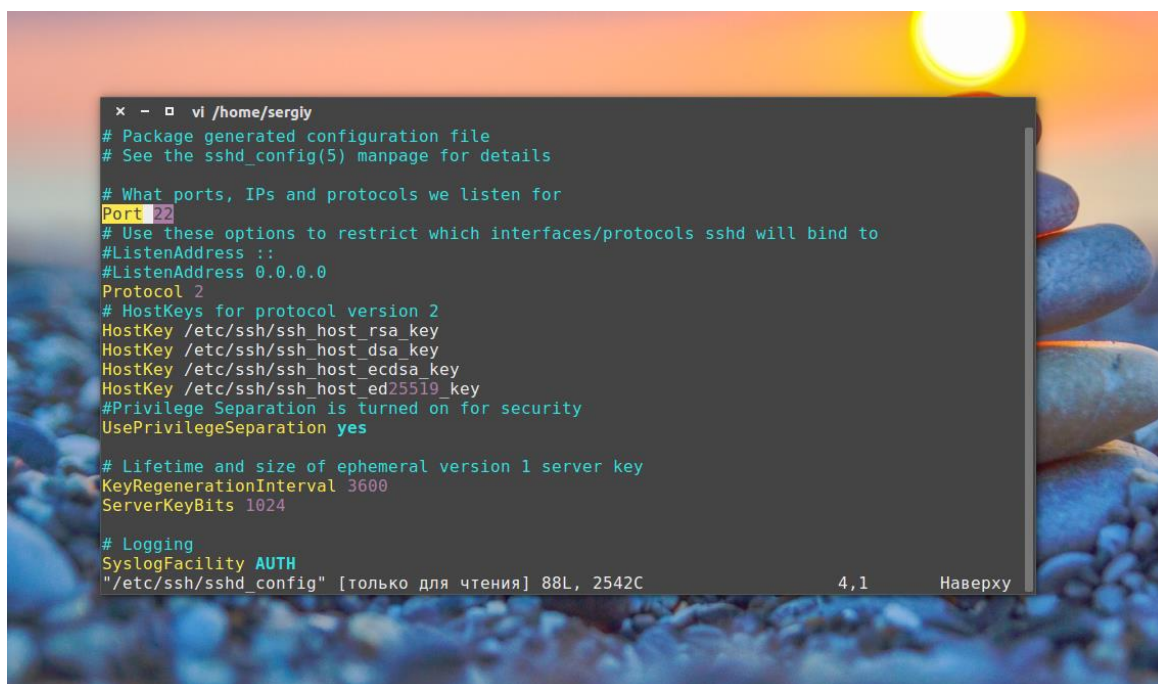 × − □ vi /home/sergiy
# Package generated configuration file
# See the sshd_config(5) manpage for details
# What ports, IPs and protocols we listen for
Port 22
# Use these options to restrict which interfaces/protocols sshd will bind to
#ListenAddress ::
#ListenAddress 0.0.0.0
Protocol 2
# HostKeys for protocol version 2
HostKey /etc/ssh/ssh_host_rsa_key
HostKey /etc/ssh/ssh_host_dsa_key
HostKey /etc/ssh/ssh_host_ecdsa_key
HostKey /etc/ssh/ssh_host_ed25519_key
#Privilege Separation is turned on for security
UsePrivilegeSeparation yes
# Lifetime and size of ephemeral version 1 server key
KeyRegenerationInterval 3600
ServerKeyBits 1024
# Logging
SyslogFacility AUTH
"/etc/ssh/sshd_config" [только для чтения] 88L, 2542C 4,1 Наверху